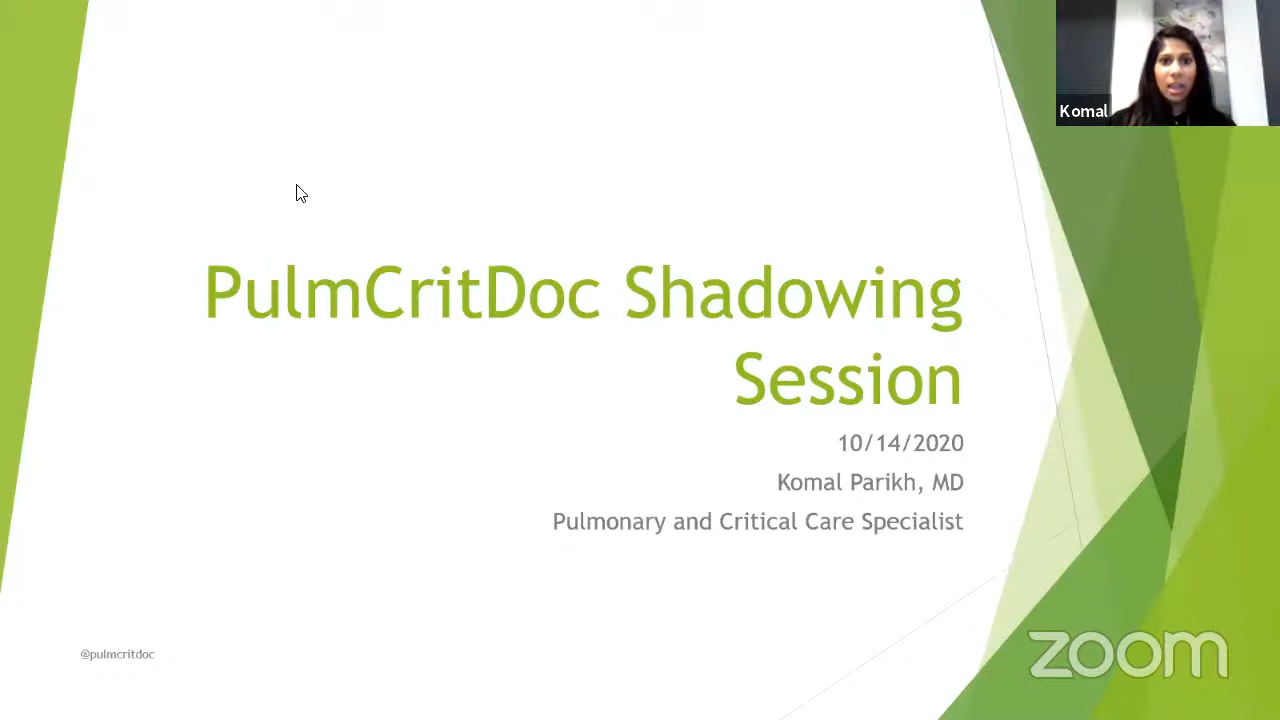 Komal
PulmCritDoc Shadowing
Session
10/14/2020
Komal Parikh, MD
Pulmonary and Critical Care Specialist
@pulmcritdoc
zoom